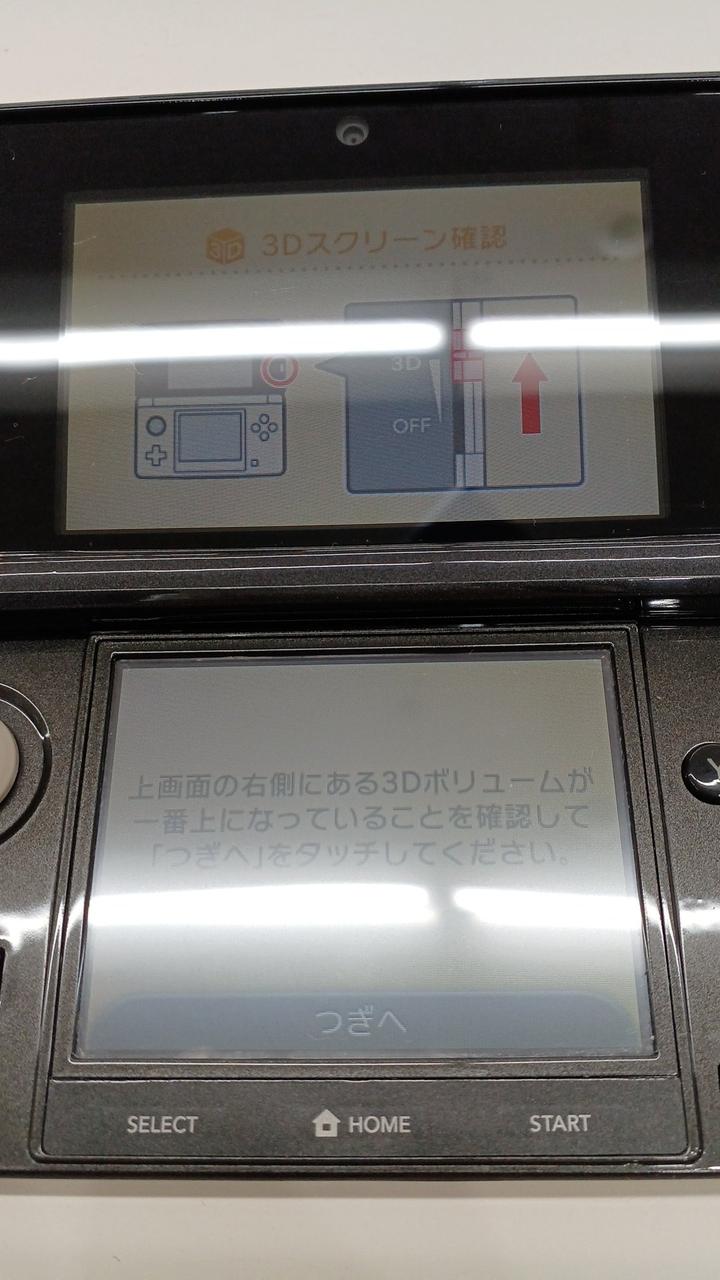 3D 3Dスクリーン確認
3D
OFF
上画面の右側にある3Dボリュームが
一番上になっていることを確認して
「つぎへ」をタッチしてください。
つぎへ
Y
SELECT
HOME
START